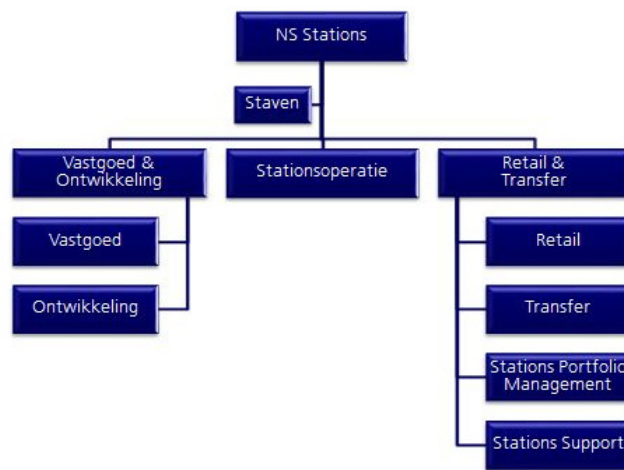 NS Stations
Staven
Vastgoed &
Ontwikkeling
Stationsoperatie
Retail &
Transfer
Vastgoed
Retail
Ontwikkeling
Transfer
Stations Portfolio
Management
Stations Support